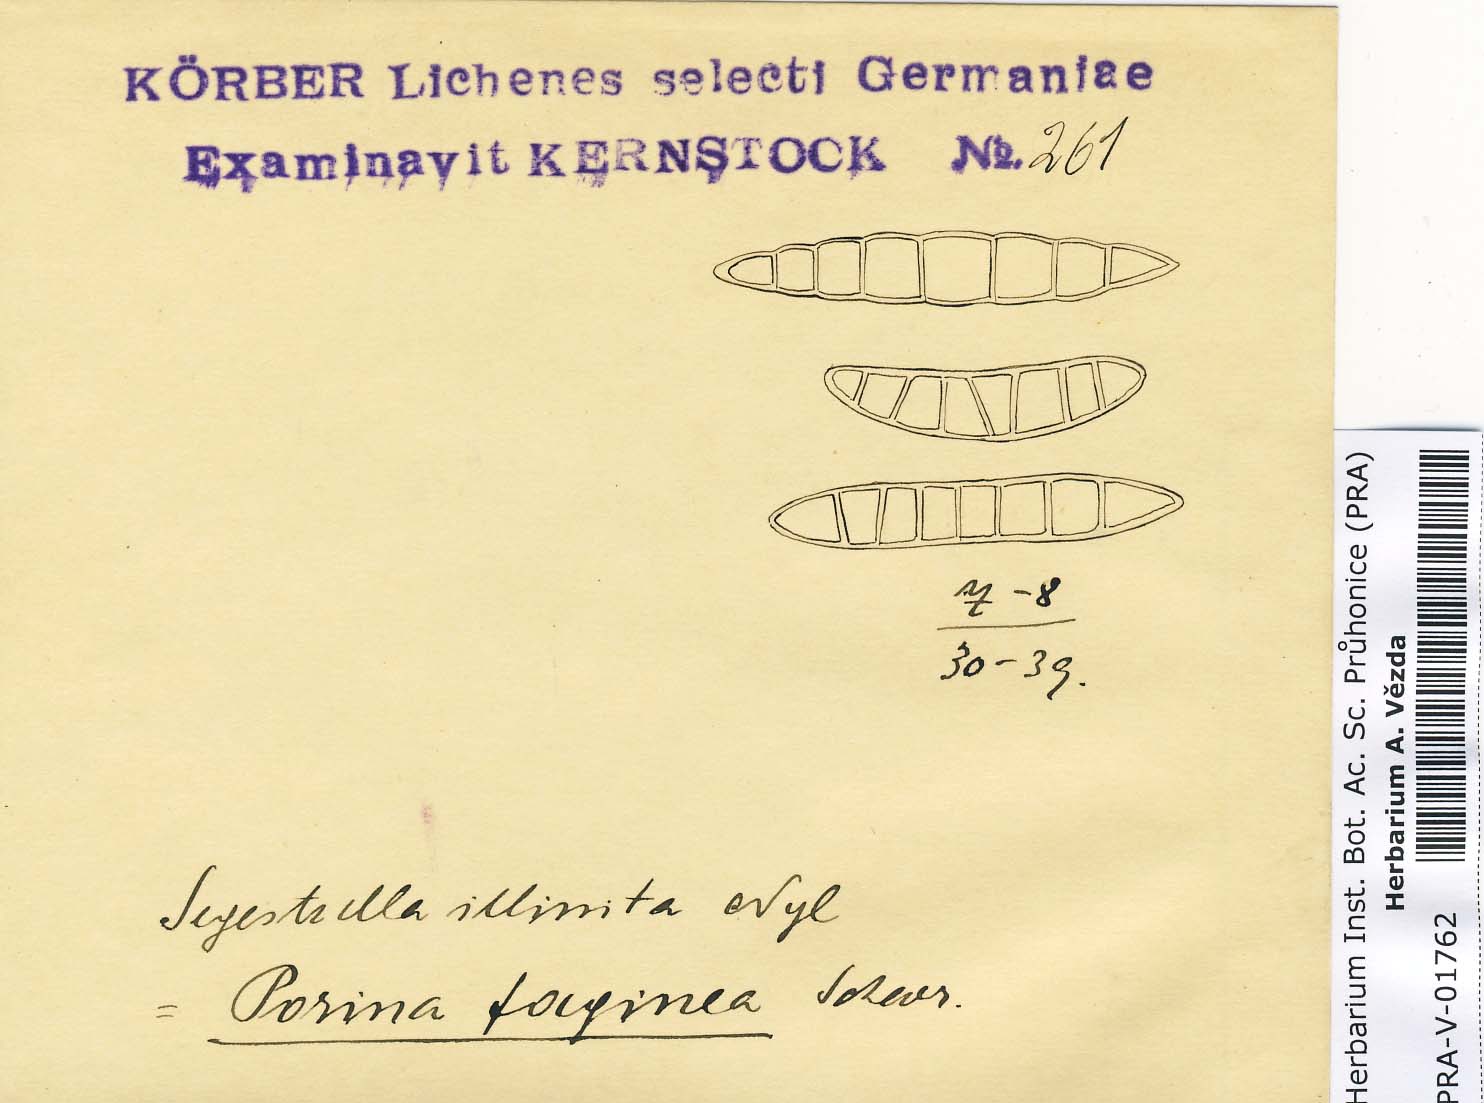 KÖRBER Lichenes selecti Germaniae
Examinavit KERNSTOCK No. 261
7-8
30-39.
Segestrella illinita Nyl
= Porina faginea Schaer.
Herbarium Inst. Bot. Ac. Sc. Průhonice (PRA)
Herbarium A. Vězda
PRA-V-01762